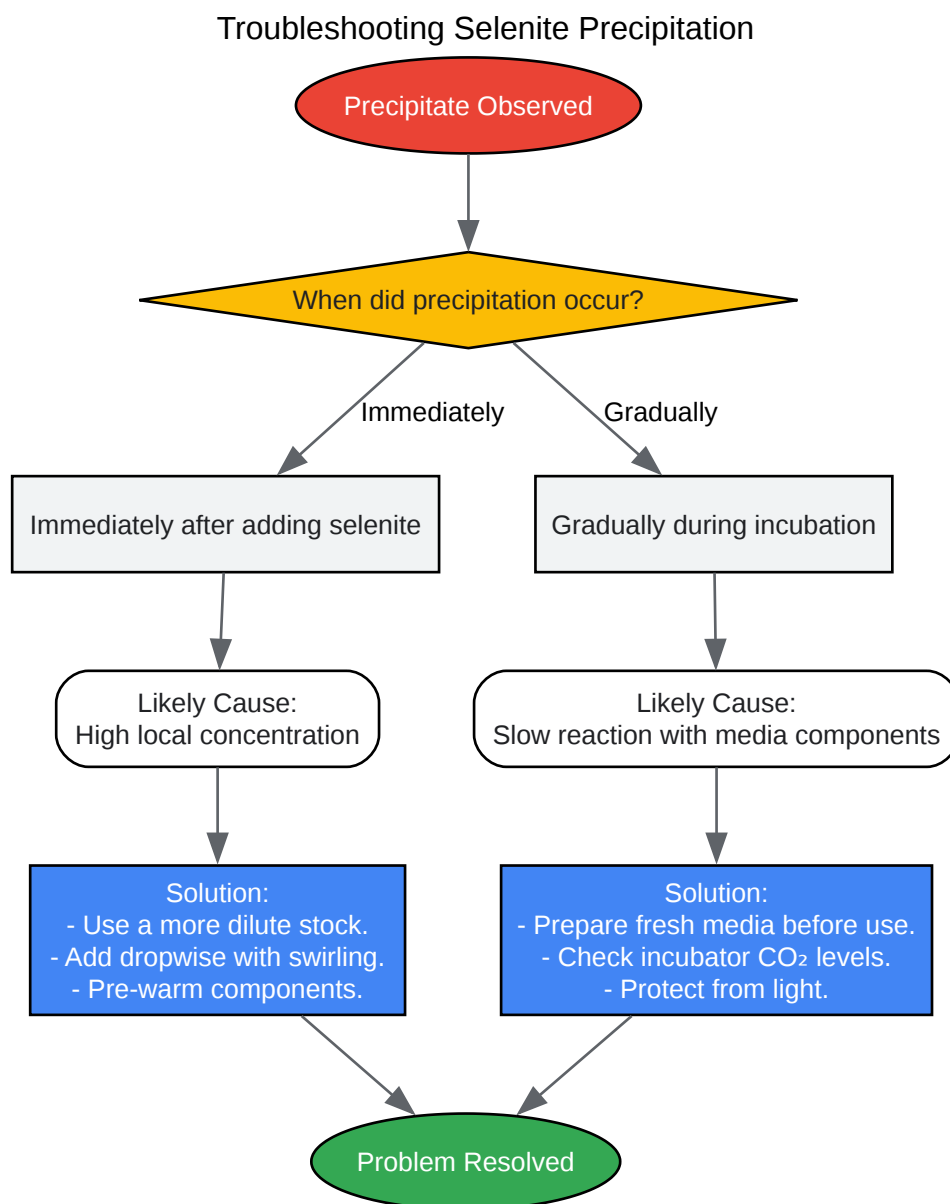 Troubleshooting Selenite Precipitation
Precipitate Observed
When did precipitation occur?
Immediately
Gradually
Immediately after adding selenite
Gradually during incubation
Likely Cause:
High local concentration
Likely Cause:
Slow reaction with media components
Solution:
- Use a more dilute stock.
- Add dropwise with swirling.
- Pre-warm components.
Solution:
- Prepare fresh media before use.
- Check incubator CO₂ levels.
- Protect from light.
Problem Resolved